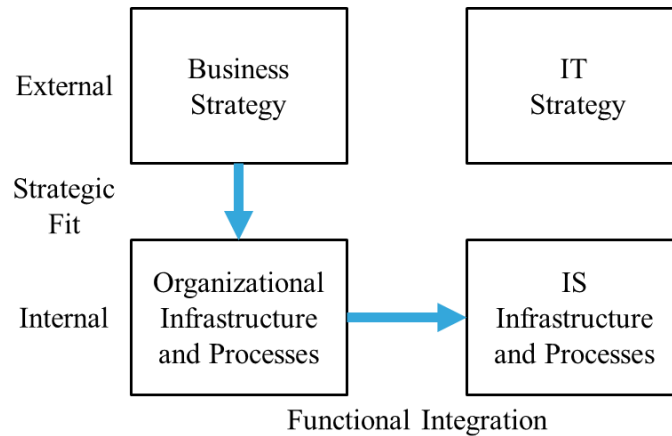 External
Business
Strategy
IT
Strategy
Strategic
Fit
Internal
Organizational
Infrastructure
and Processes
IS
Infrastructure
and Processes
Functional Integration